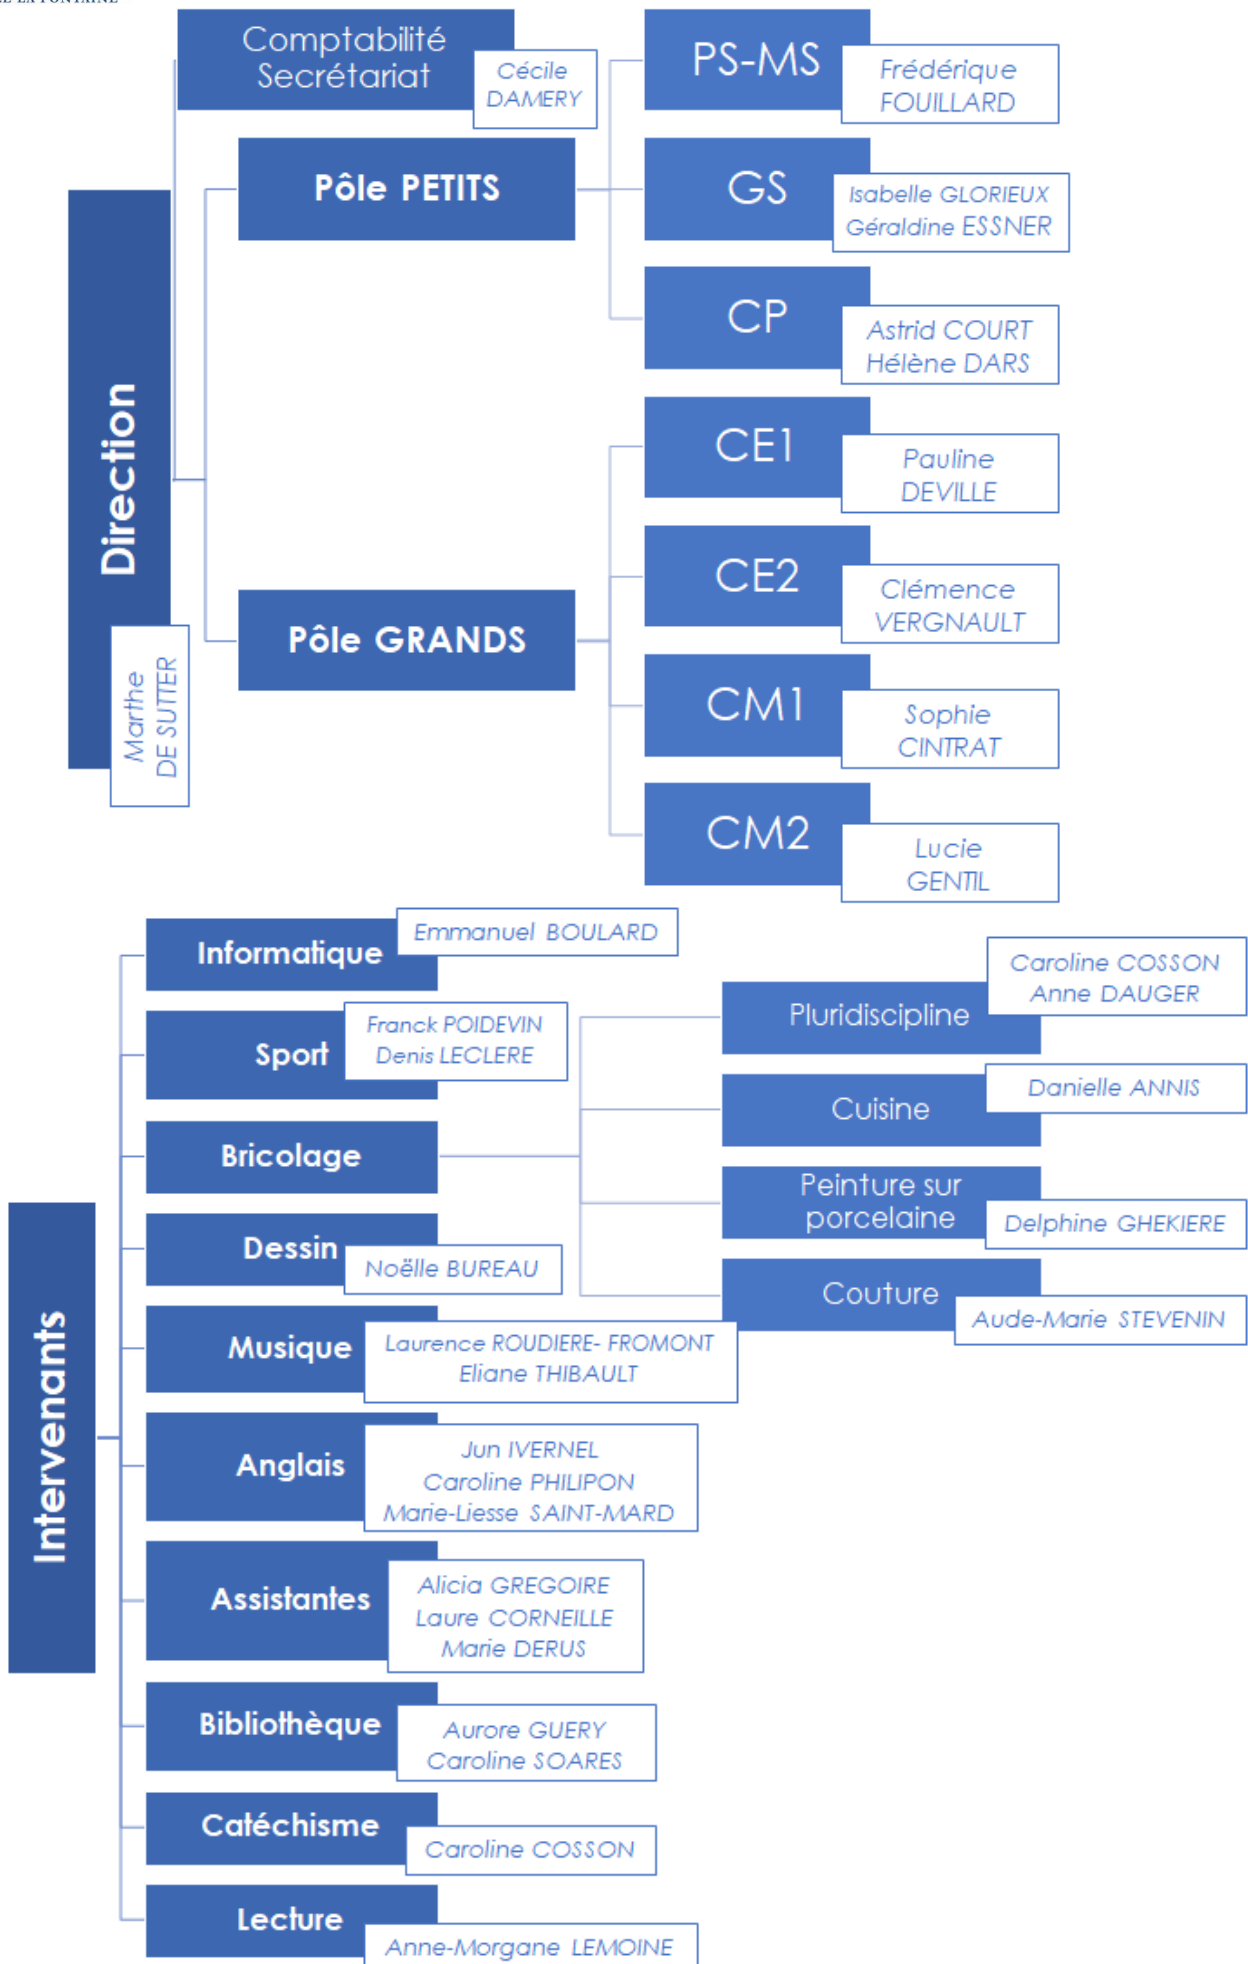 Comptabilité
Secrétariat
Cécile
DAMERY
PS-MS
Frédérique
FOUILLARD
Pôle PETITS
GS
Isabelle GLORIEUX
Géraldine ESSNER
CP
Astrid COURT
Hélène DARS
Direction
Marthe
DE SUTTER
CE1
Pauline
DEVILLE
CE2
Clémence
VERGNAULT
Pôle GRANDS
CM1
Sophie
CINTRAT
CM2
Lucie
GENTIL
Intervenants
Informatique
Emmanuel BOULARD
Sport
Franck POIDEVIN
Denis LECLERE
Bricolage
Pluridiscipline
Caroline COSSON
Anne DAUGER
Cuisine
Danielle ANNIS
Peinture sur
porcelaine
Delphine GHEKIERE
Couture
Aude-Marie STEVENIN
Dessin
Noëlle BUREAU
Musique
Laurence ROUDIERE- FROMONT
Eliane THIBAULT
Anglais
Jun IVERNEL
Caroline PHILIPON
Marie-Liesse SAINT-MARD
Assistantes
Alicia GREGOIRE
Laure CORNEILLE
Marie DERUS
Bibliothèque
Aurore GUERY
Caroline SOARES
Catéchisme
Caroline COSSON
Lecture
Anne-Morgane LEMOINE